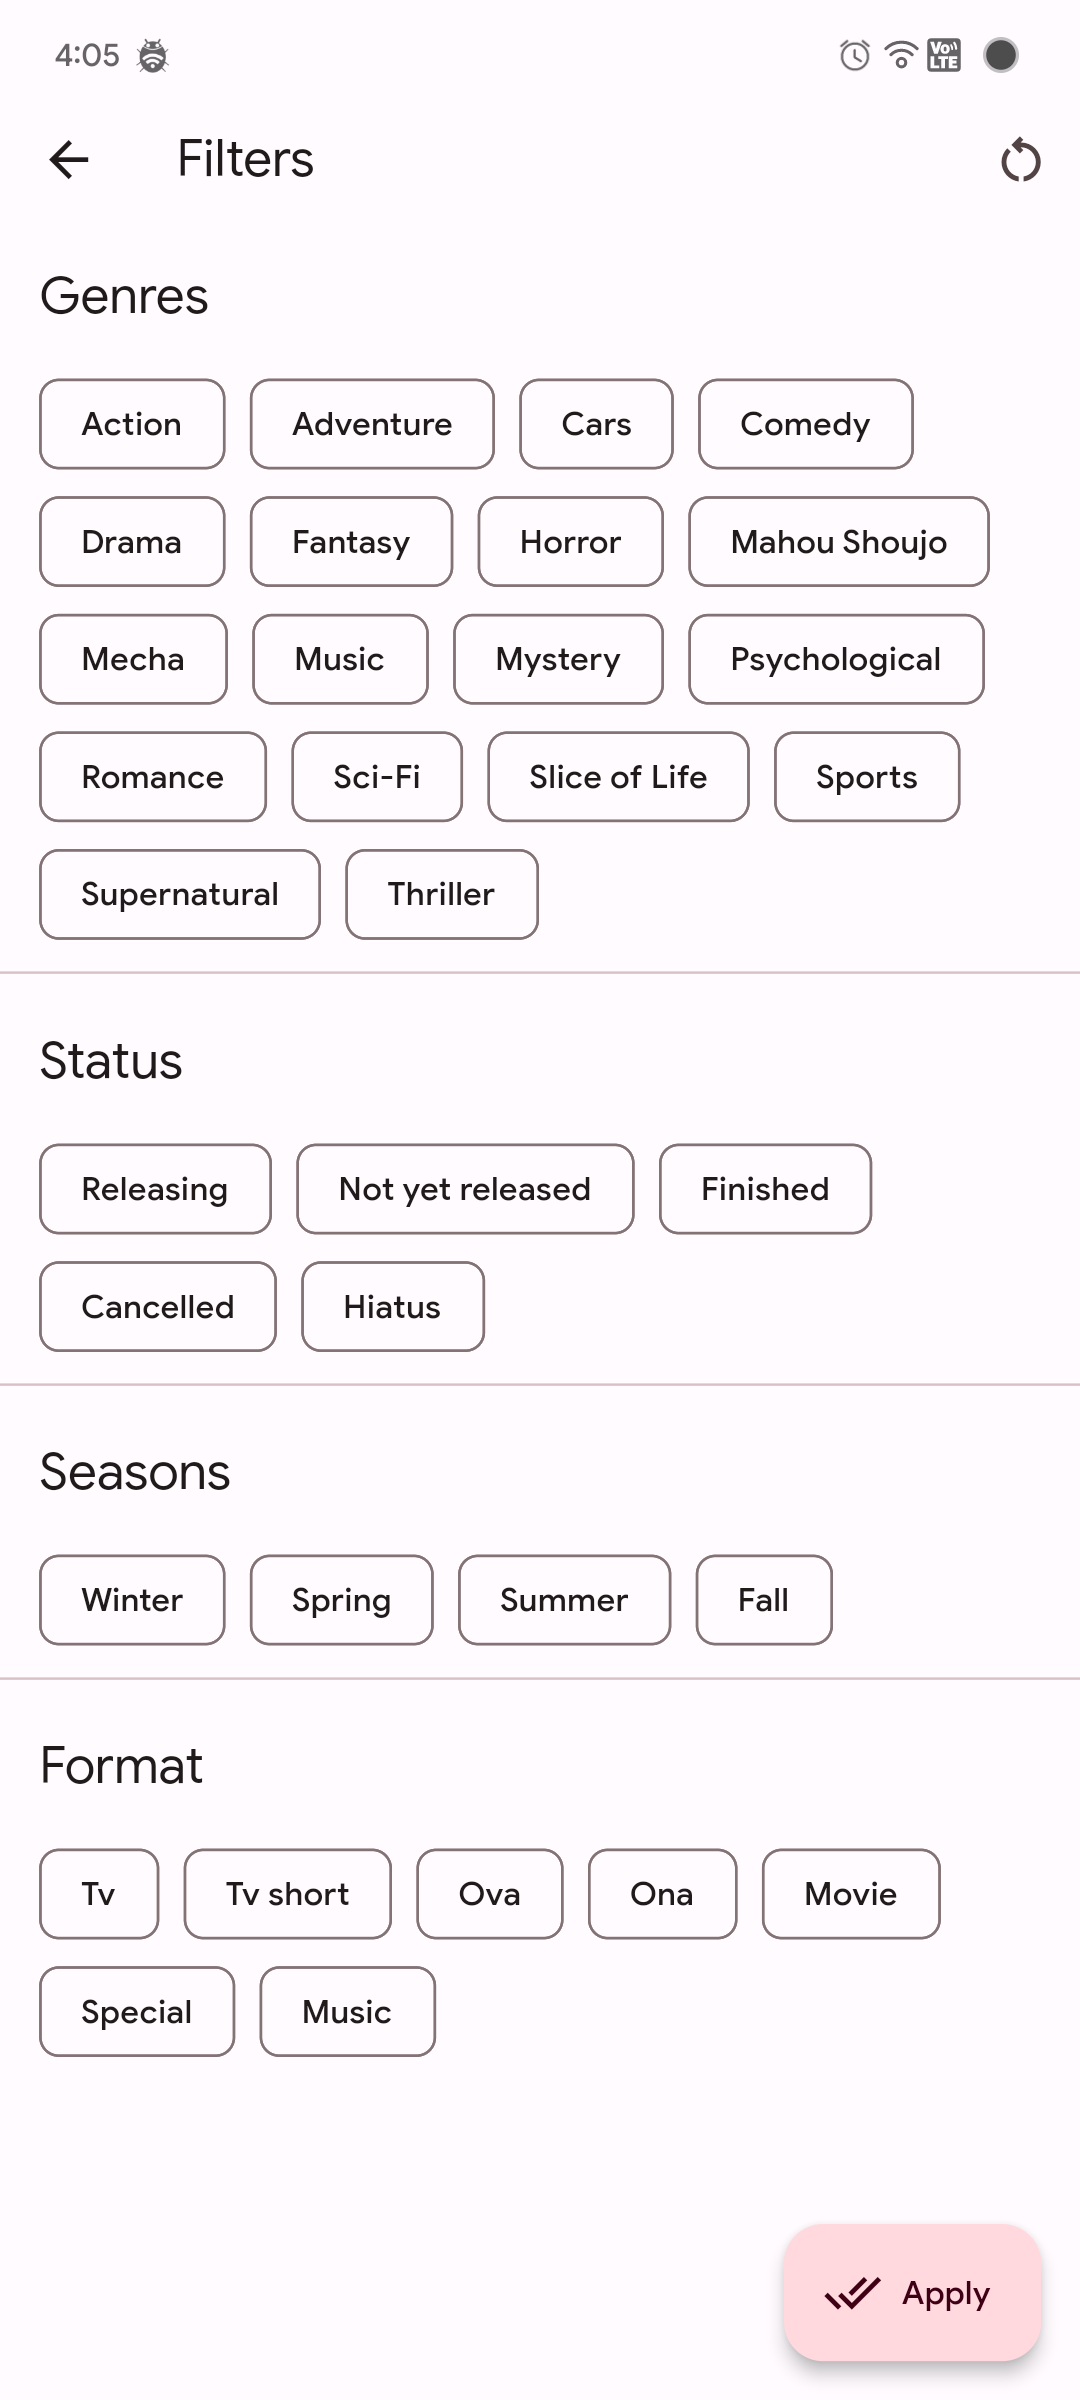 4:05 Vo LTE
Filters
Genres
Action Adventure Cars Comedy
Drama Fantasy Horror Mahou Shoujo
Mecha Music Mystery Psychological
Romance Sci-Fi Slice of Life Sports
Supernatural Thriller
Status
Releasing Not yet released Finished
Cancelled Hiatus
Seasons
Winter Spring Summer Fall
Format
Tv Tv short Ova Ona Movie
Special Music
Apply